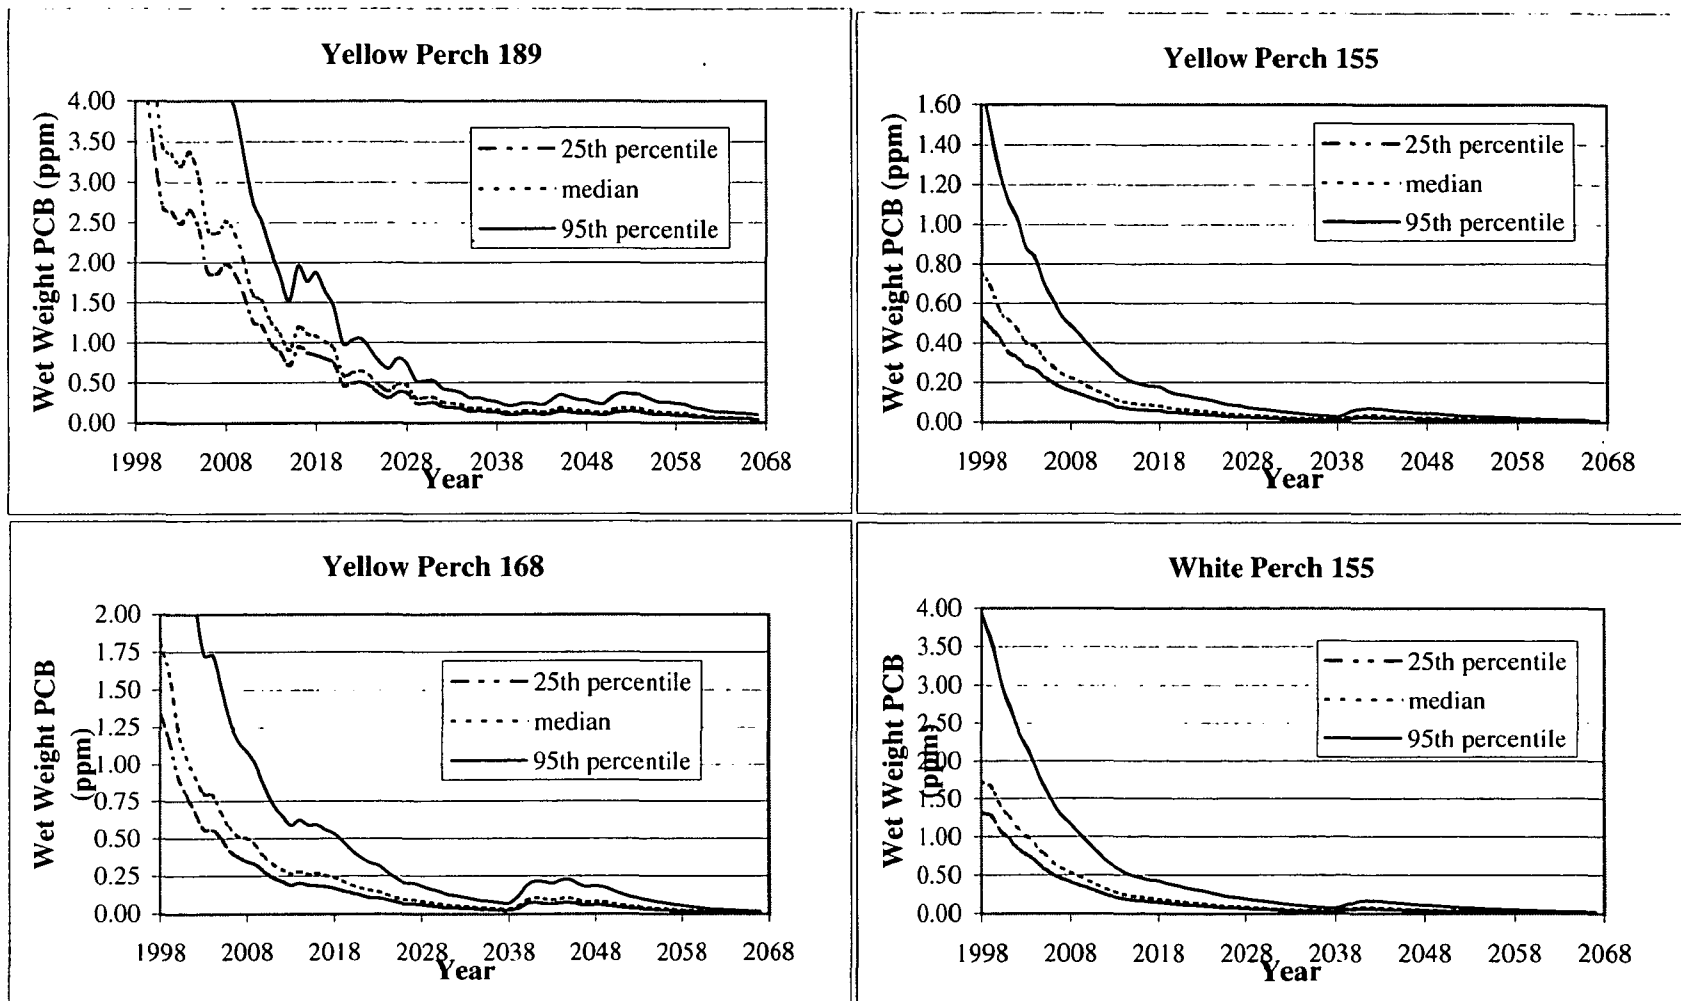 Yellow Perch 189
Wet Weight PCB (ppm)
4.00
3.50
3.00
2.50
2.00
1.50
1.00
0.50
0.00
25th percentile
median
95th percentile
1998 2008 2018 2028 2038 2048 2058 2068
Year
Yellow Perch 155
Wet Weight PCB (ppm)
1.60
1.40
1.20
1.00
0.80
0.60
0.40
0.20
0.00
25th percentile
median
95th percentile
1998 2008 2018 2028 2038 2048 2058 2068
Year
Yellow Perch 168
Wet Weight PCB
(ppm)
2.00
1.75
1.50
1.25
1.00
0.75
0.50
0.25
0.00
25th percentile
median
95th percentile
1998 2008 2018 2028 2038 2048 2058 2068
Year
White Perch 155
Wet Weight PCB
(ppm)
4.00
3.50
3.00
2.50
2.00
1.50
1.00
0.50
0.00
25th percentile
median
95th percentile
1998 2008 2018 2028 2038 2048 2058 2068
Year